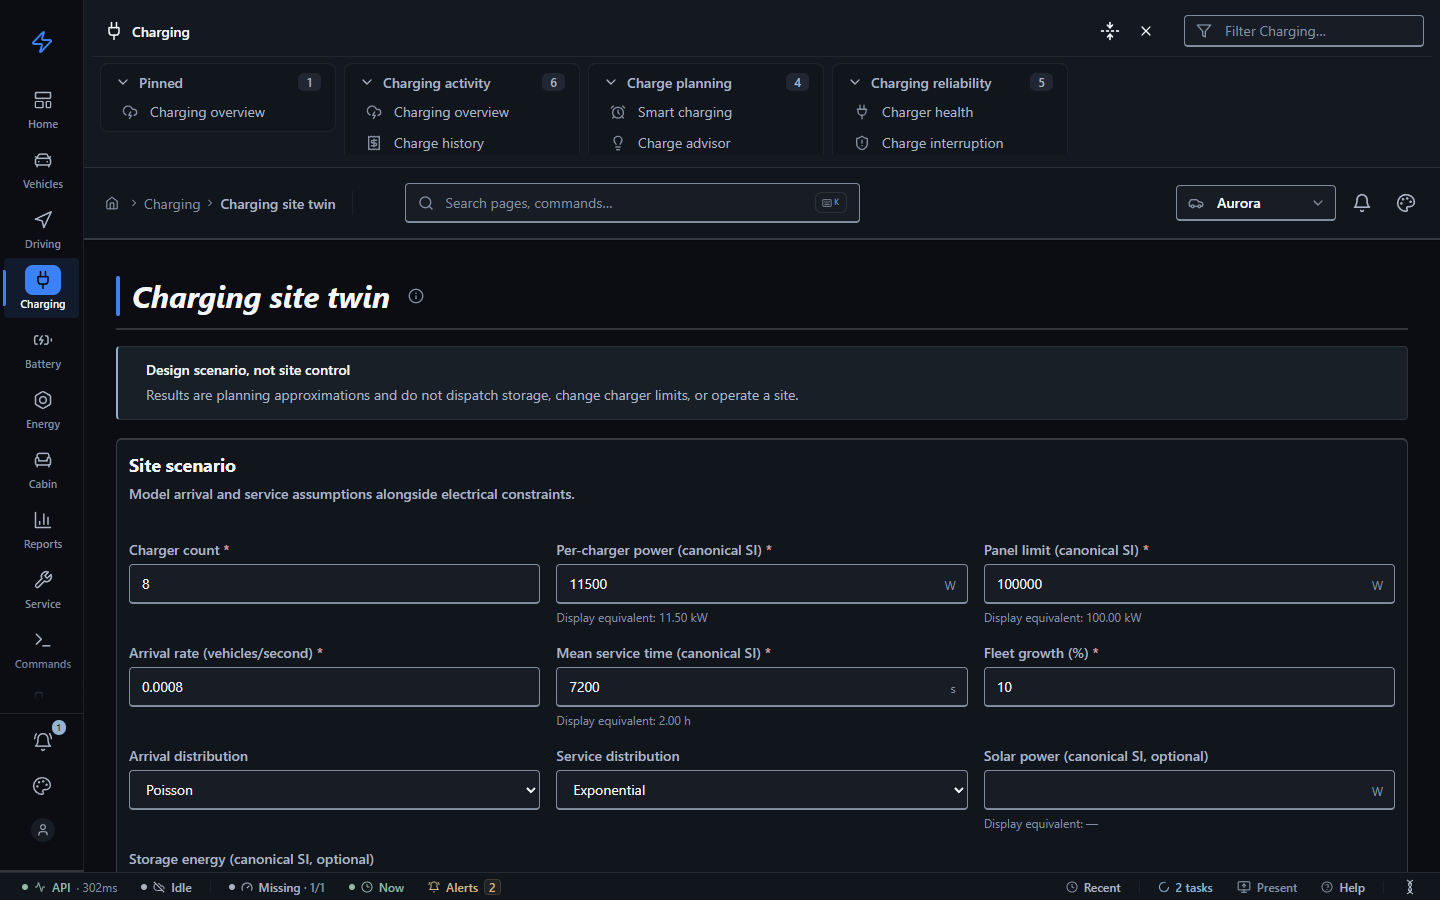 Charging
Filter Charging...
Pinned 1
Charging overview
Charging activity 6
Charging overview
Charge history
Charge planning 4
Smart charging
Charge advisor
Charging reliability 5
Charger health
Charge interruption
Home
Vehicles
Driving
Charging
Battery
Energy
Cabin
Reports
Service
Commands
1
Charging > Charging site twin
Search pages, commands...
K
Aurora
Charging site twin
Design scenario, not site control
Results are planning approximations and do not dispatch storage, change charger limits, or operate a site.
Site scenario
Model arrival and service assumptions alongside electrical constraints.
Charger count *
8
Per-charger power (canonical SI) *
11500 W
Display equivalent: 11.50 kW
Panel limit (canonical SI) *
100000 W
Display equivalent: 100.00 kW
Arrival rate (vehicles/second) *
0.0008
Mean service time (canonical SI) *
7200 s
Display equivalent: 2.00 h
Fleet growth (%) *
10
Arrival distribution
Poisson
Service distribution
Exponential
Solar power (canonical SI, optional)
W
Display equivalent: —
Storage energy (canonical SI, optional)
API · 302ms
Idle
Missing · 1/1
Now
Alerts 2
Recent
2 tasks
Present
Help